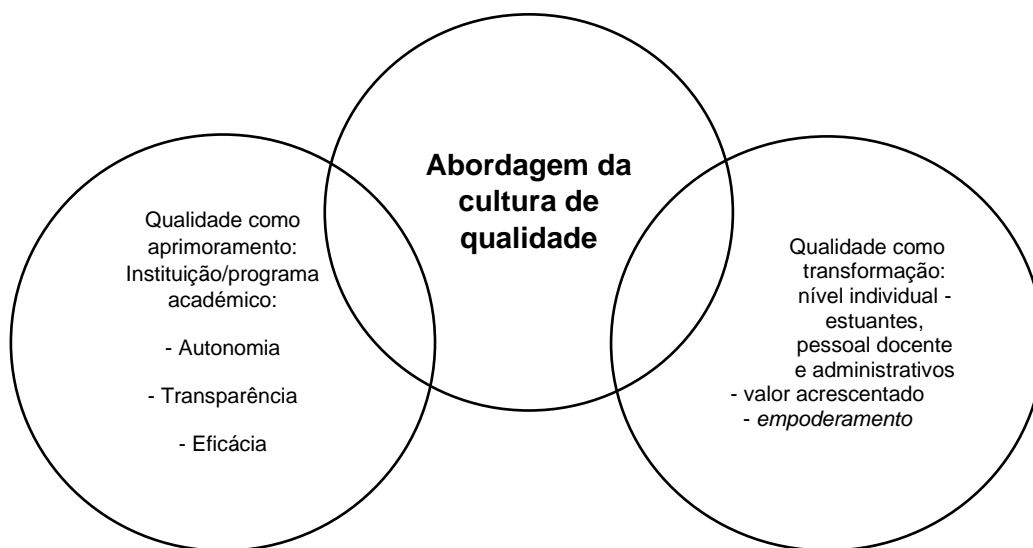 Abordagem da
cultura de
qualidade
Qualidade como
aprimoramento:
Instituição/programa
académico:
- Autonomia
- Transparência
- Eficácia
Qualidade como
transformação:
nível individual -
estuantes,
pessoal docente
e administrativos
- valor acrescentado
- empoderamento